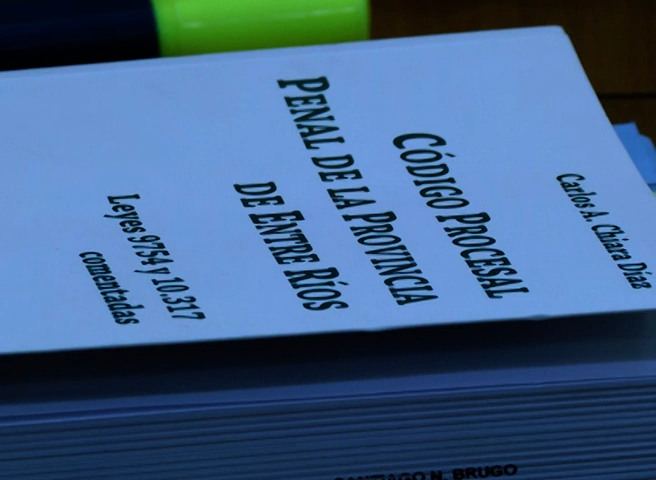 Carlos A. Chiara Díaz
CÓDIGO PROCESAL
PENAL DE LA PROVINCIA
DE ENTRE RÍOS
Leyes 9754 y 10.317
comentadas
SANTIAGO N. BRUGO